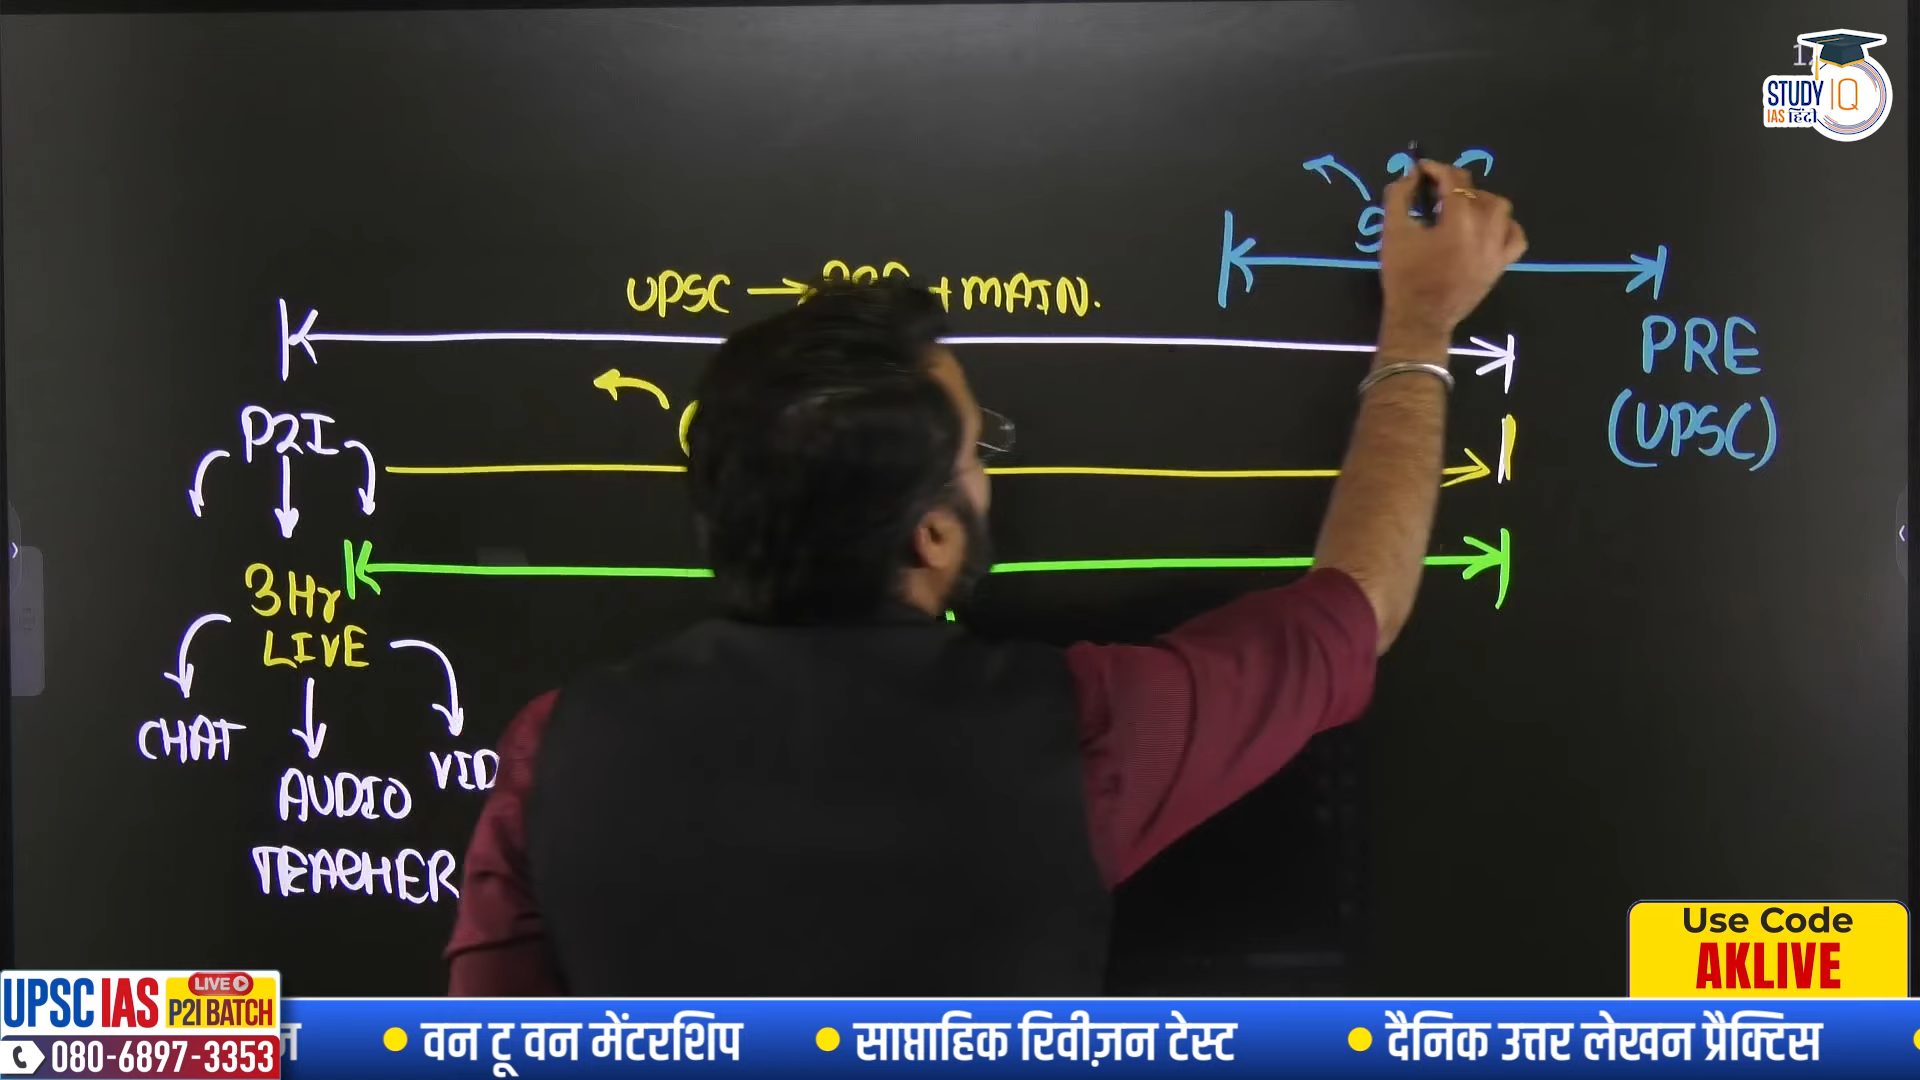 STUDY IQ
IAS हिंदी
UPSC → + MAIN.
PRE
(UPSC)
P2I
3Hr
LIVE
CHAT
AUDIO
VID
TEACHER
Use Code
AKLIVE
UPSC IAS
LIVE
P2I BATCH
080-6897-3353
वन टू वन मेंटरशिप
साप्ताहिक रिवीज़न टेस्ट
दैनिक उत्तर लेखन प्रैक्टिस